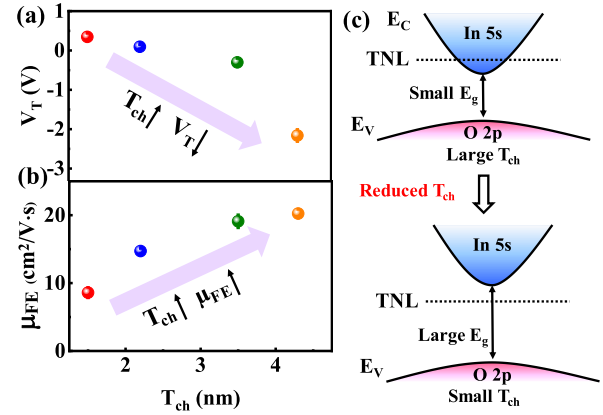 (a)
1
0
-1
-2
-3
V_T (V)
T_ch↑ V_T↓
(b)
20
10
0
μ_FE (cm²/V·s)
T_ch↑ μ_FE↑
2 3 4
T_ch (nm)
(c)
E_C
In 5s
TNL
Small E_g
E_V
O 2p
Large T_ch
Reduced T_ch
In 5s
TNL
Large E_g
E_V
O 2p
Small T_ch